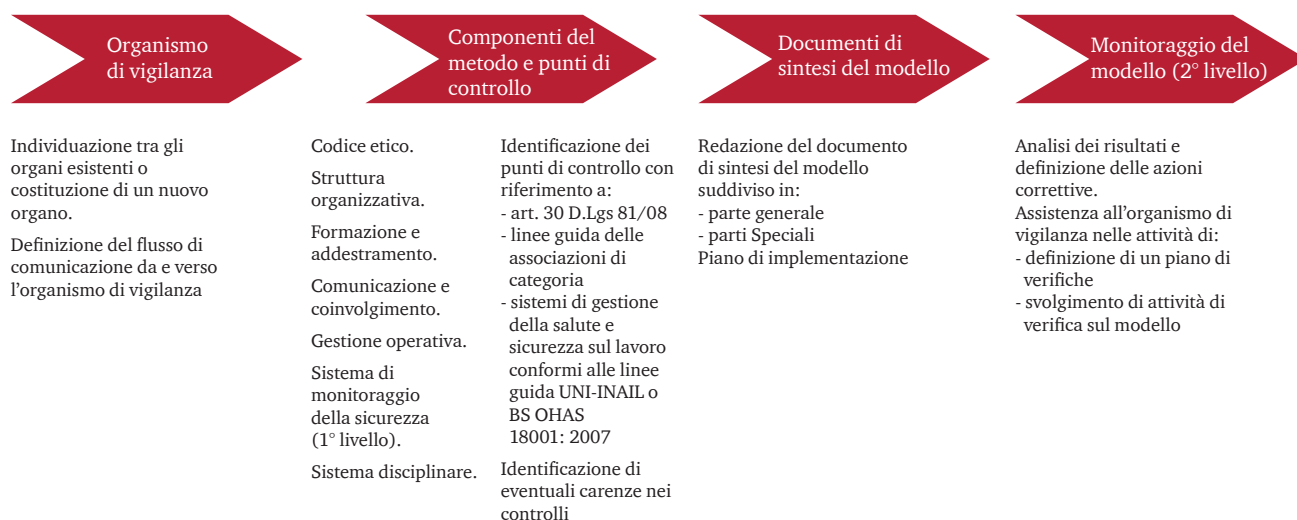 Organismo
di vigilanza
Individuazione tra gli
organi esistenti o
costituzione di un nuovo
organo.
Definizione del flusso di
comunicazione da e verso
l'organismo di vigilanza
Componenti del
metodo e punti di
controllo
Codice etico.
Struttura
organizzativa.
Formazione e
addestramento.
Comunicazione e
coinvolgimento.
Gestione operativa.
Sistema di
monitoraggio
della sicurezza
(1° livello).
Sistema disciplinare.
Identificazione dei
punti di controllo con
riferimento a:
- art. 30 D.Lgs 81/08
- linee guida delle
associazioni di
categoria
- sistemi di gestione
della salute e
sicurezza sul lavoro
conformi alle linee
guida UNI-INAIL o
BS OHAS
18001: 2007
Identificazione di
eventuali carenze nei
controlli
Documenti di
sintesi del modello
Redazione del documento
di sintesi del modello
suddiviso in:
- parte generale
- parti Speciali
Piano di implementazione
Monitoraggio del
modello (2° livello)
Analisi dei risultati e
definizione delle azioni
correttive.
Assistenza all'organismo di
vigilanza nelle attività di:
- definizione di un piano di
verifiche
- svolgimento di attività di
verifica sul modello